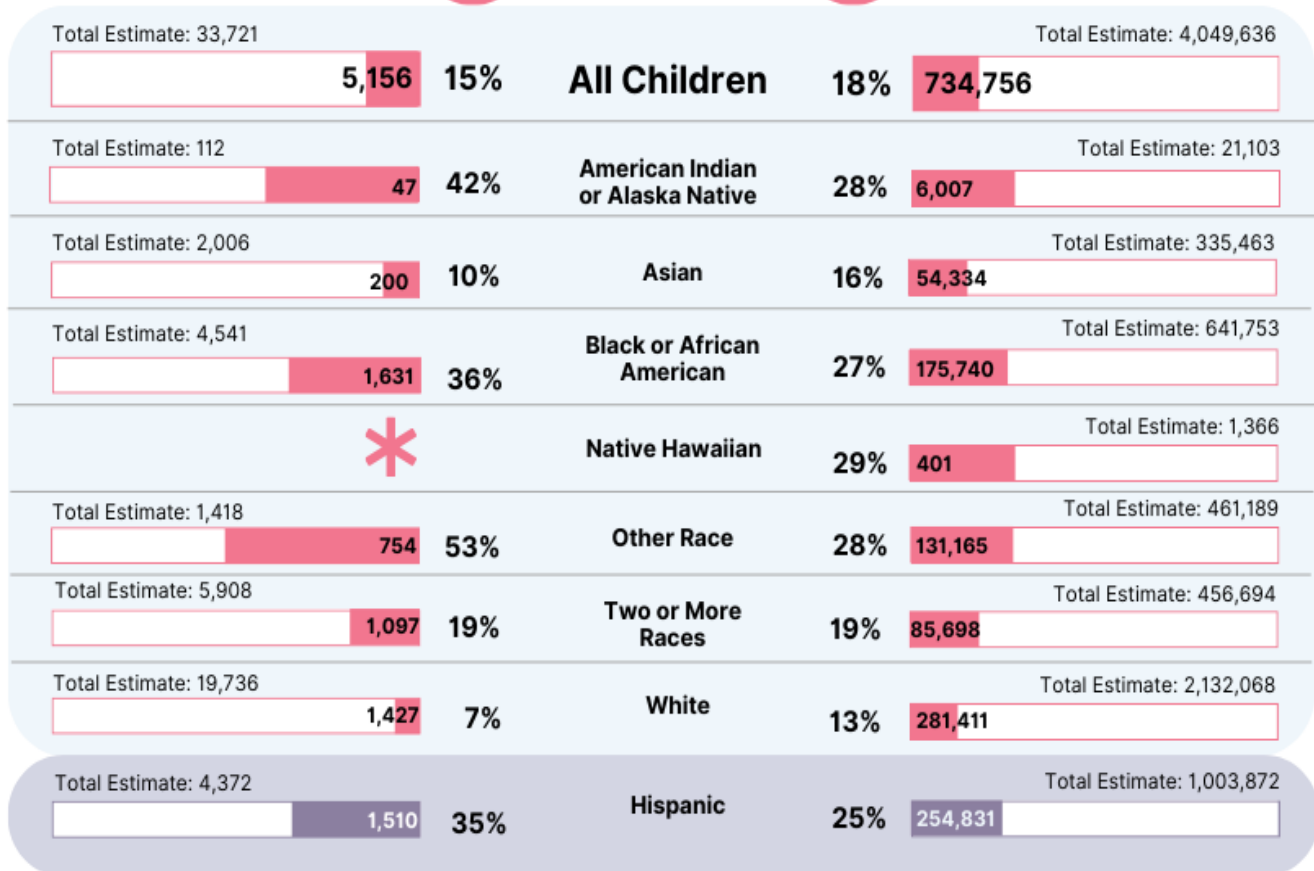 Total Estimate: 33,721
Total Estimate: 4,049,636
5,156 15% All Children 18% 734,756
Total Estimate: 112
Total Estimate: 21,103
47 42% American Indian
or Alaska Native 28% 6,007
Total Estimate: 2,006
Total Estimate: 335,463
200 10% Asian 16% 54,334
Total Estimate: 4,541
Total Estimate: 641,753
1,631 36% Black or African
American 27% 175,740
Total Estimate: 1,366
* Native Hawaiian 29% 401
Total Estimate: 1,418
Total Estimate: 461,189
754 53% Other Race 28% 131,165
Total Estimate: 5,908
Total Estimate: 456,694
1,097 19% Two or More
Races 19% 85,698
Total Estimate: 19,736
Total Estimate: 2,132,068
1,427 7% White 13% 281,411
Total Estimate: 4,372
Total Estimate: 1,003,872
1,510 35% Hispanic 25% 254,831